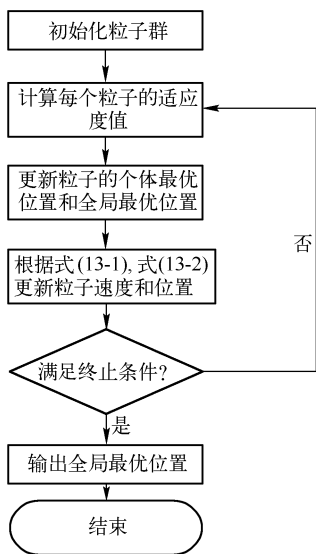 初始化粒子群
计算每个粒子的适应
度值
更新粒子的个体最优
位置和全局最优位置
根据式(13-1), 式(13-2)
更新粒子速度和位置
否
满足终止条件?
是
输出全局最优位置
结束